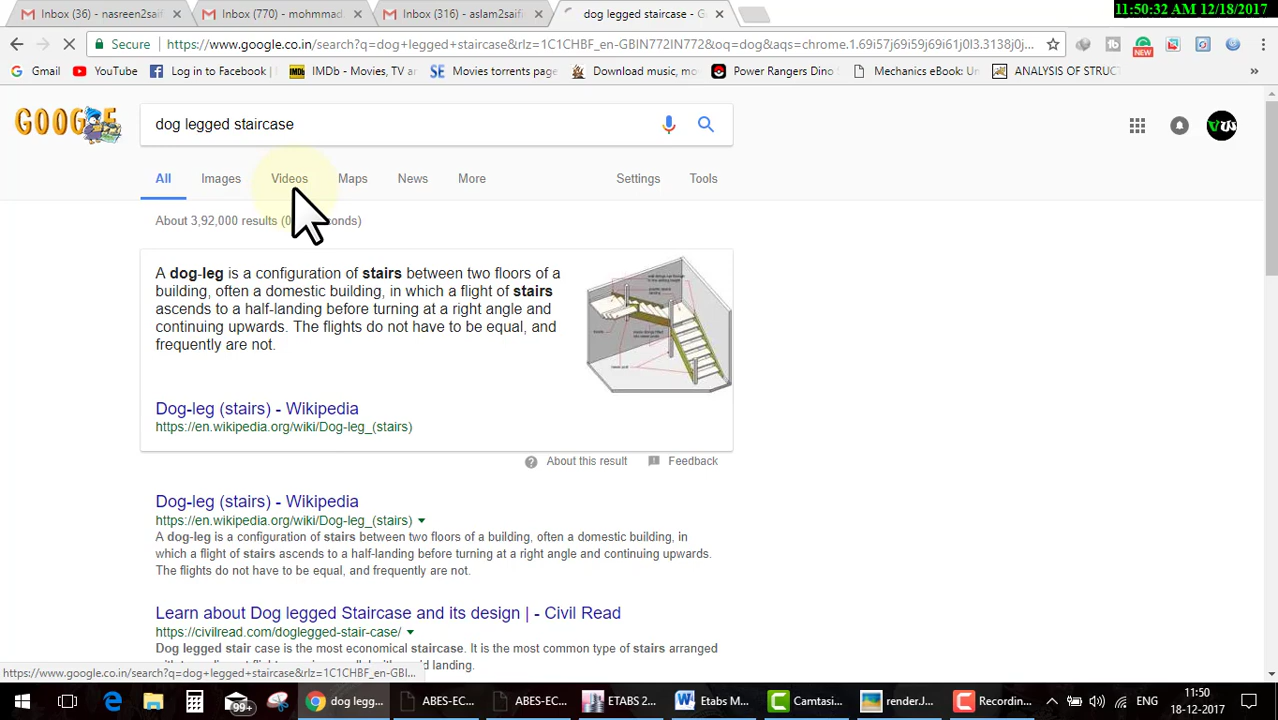 11:50:32 AM 12/18/2017
Inbox (36) - nasreen2saif
Inbox (770) - mohmmad.
Inbox (316) - adam2saifi
dog legged staircase - Go
Secure
https://www.google.co.in/search?q=dog+legged+staircase&rlz=1C1CHBF_en-GBIN772IN772&oq=dog&aqs=chrome.1.69i57j69i59j69i61j0l3.3138j0j...
NEW
Gmail
YouTube
Log in to Facebook
IMDb - Movies, TV an
Movies torrents page
Download music, mo
Power Rangers Dino
Mechanics eBook: Un
ANALYSIS OF STRUCT
»
GOOGLE
dog legged staircase
All Images Videos Maps News More Settings Tools
About 3,92,000 results (0
A dog-leg is a configuration of stairs between two floors of a
building, often a domestic building, in which a flight of stairs
ascends to a half-landing before turning at a right angle and
continuing upwards. The flights do not have to be equal, and
frequently are not.
Dog-leg (stairs) - Wikipedia
https://en.wikipedia.org/wiki/Dog-leg_(stairs)
About this result Feedback
Dog-leg (stairs) - Wikipedia
https://en.wikipedia.org/wiki/Dog-leg_(stairs)
A dog-leg is a configuration of stairs between two floors of a building, often a domestic building, in
which a flight of stairs ascends to a half-landing before turning at a right angle and continuing upwards.
The flights do not have to be equal, and frequently are not.
Learn about Dog legged Staircase and its design | - Civil Read
https://civilread.com/doglegged-stair-case/
Dog legged stair case is the most economical staircase. It is the most common type of stairs arranged
landing.
https://www.google.co.in/search?q=dog+legged+staircase&rlz=1C1CHBF_en-GBI...
99+
dog legg...
ABES-EC...
ABES-EC...
ETABS 2...
Etabs M...
Camtasi...
render.J...
Recordin...
ENG
11:50
18-12-2017